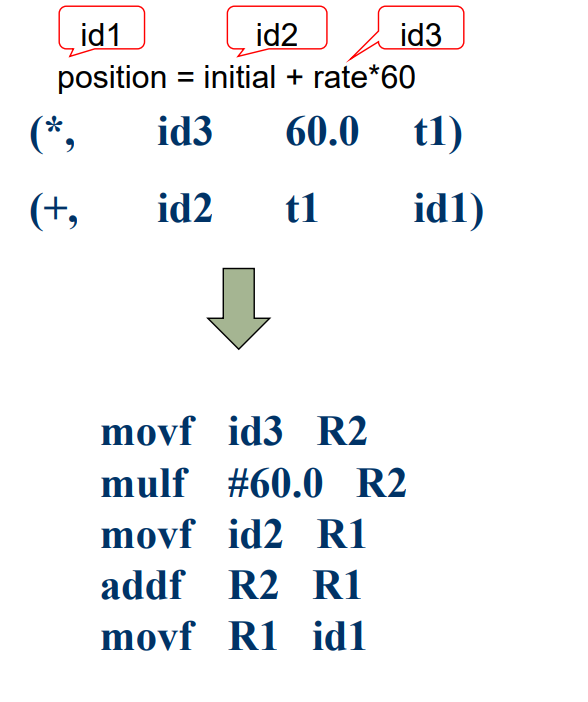 id1 id2 id3
position = initial + rate*60
(*, id3 60.0 t1)
(+, id2 t1 id1)
movf id3 R2
mulf #60.0 R2
movf id2 R1
addf R2 R1
movf R1 id1